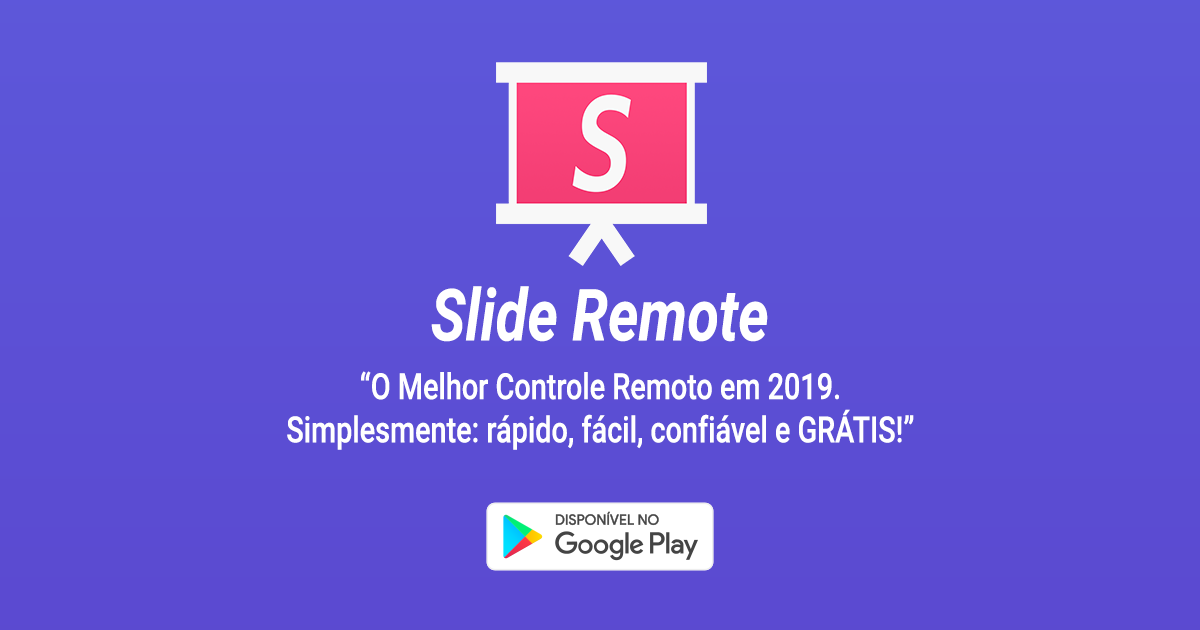 S
Slide Remote
“O Melhor Controle Remoto em 2019.
Simplesmente: rápido, fácil, confiável e GRÁTIS!”
DISPONÍVEL NO
Google Play